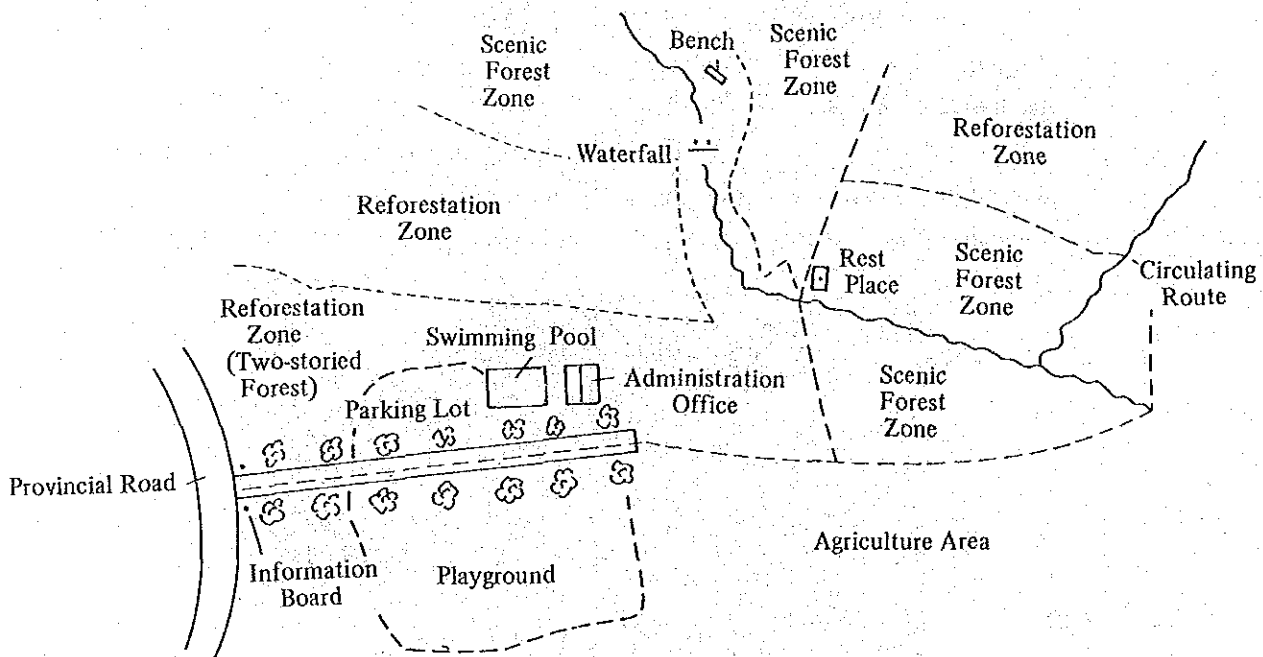 Scenic
Forest
Zone
Bench
Scenic
Forest
Zone
Waterfall
Reforestation
Zone
Reforestation
Zone
Rest
Place
Scenic
Forest
Zone
Circulating
Route
Reforestation
Zone
(Two-storied
Forest)
Swimming Pool
Parking Lot
Administration
Office
Scenic
Forest
Zone
Provincial Road
Information
Board
Playground
Agriculture Area